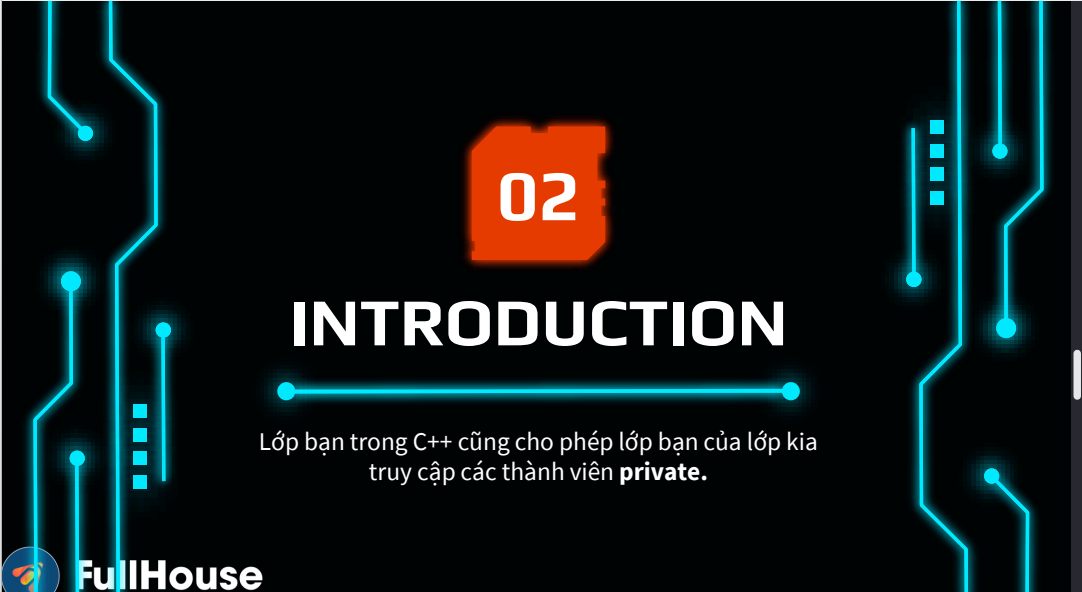 02
INTRODUCTION
Lớp bạn trong C++ cũng cho phép lớp bạn của lớp kia
truy cập các thành viên private.
FullHouse